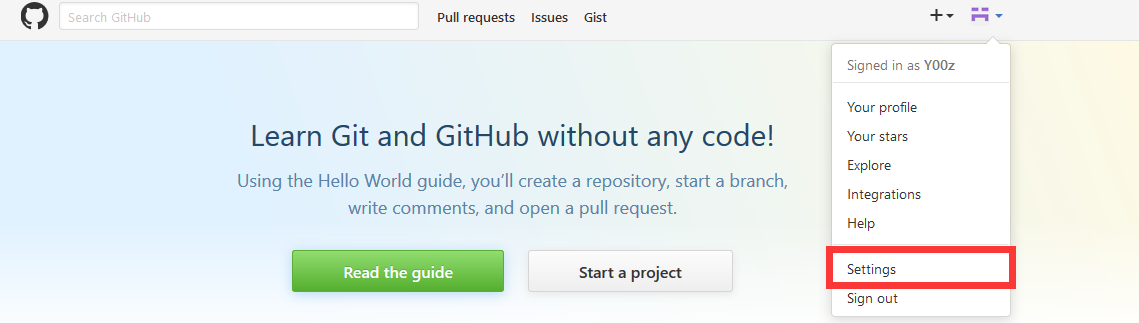 Search GitHub Pull requests Issues Gist
Signed in as Y00z
Your profile
Your stars
Explore
Integrations
Help
Settings
Sign out
Learn Git and GitHub without any code!
Using the Hello World guide, you’ll create a repository, start a branch,
write comments, and open a pull request.
Read the guide Start a project